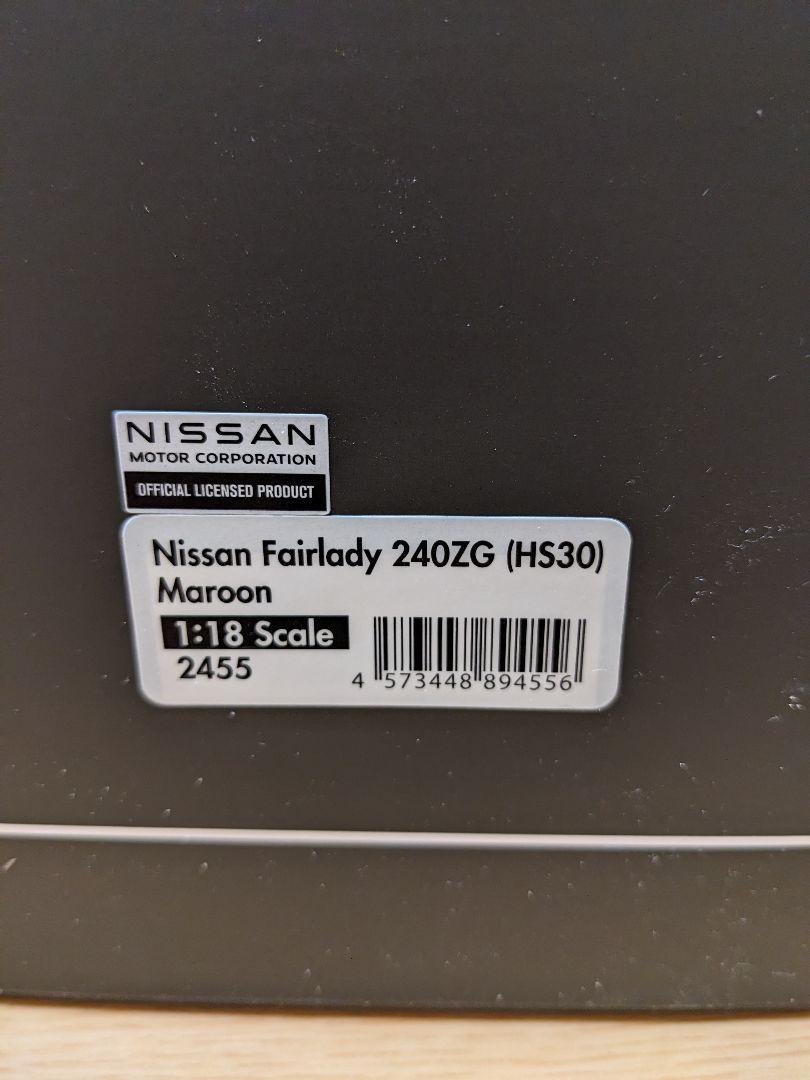 NISSAN
MOTOR CORPORATION
OFFICIAL LICENSED PRODUCT
Nissan Fairlady 240ZG (HS30)
Maroon
1:18 Scale
2455
4 573448 894556